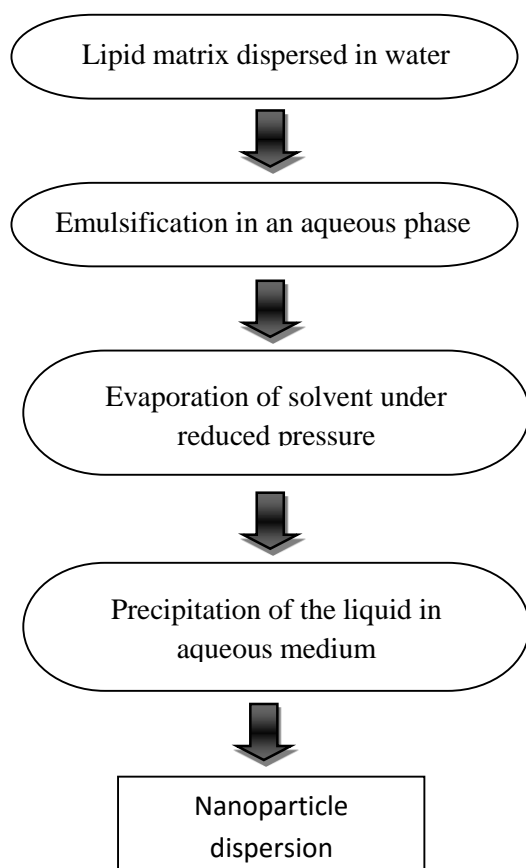 Lipid matrix dispersed in water
Emulsification in an aqueous phase
Evaporation of solvent under
reduced pressure
Precipitation of the liquid in
aqueous medium
Nanoparticle
dispersion